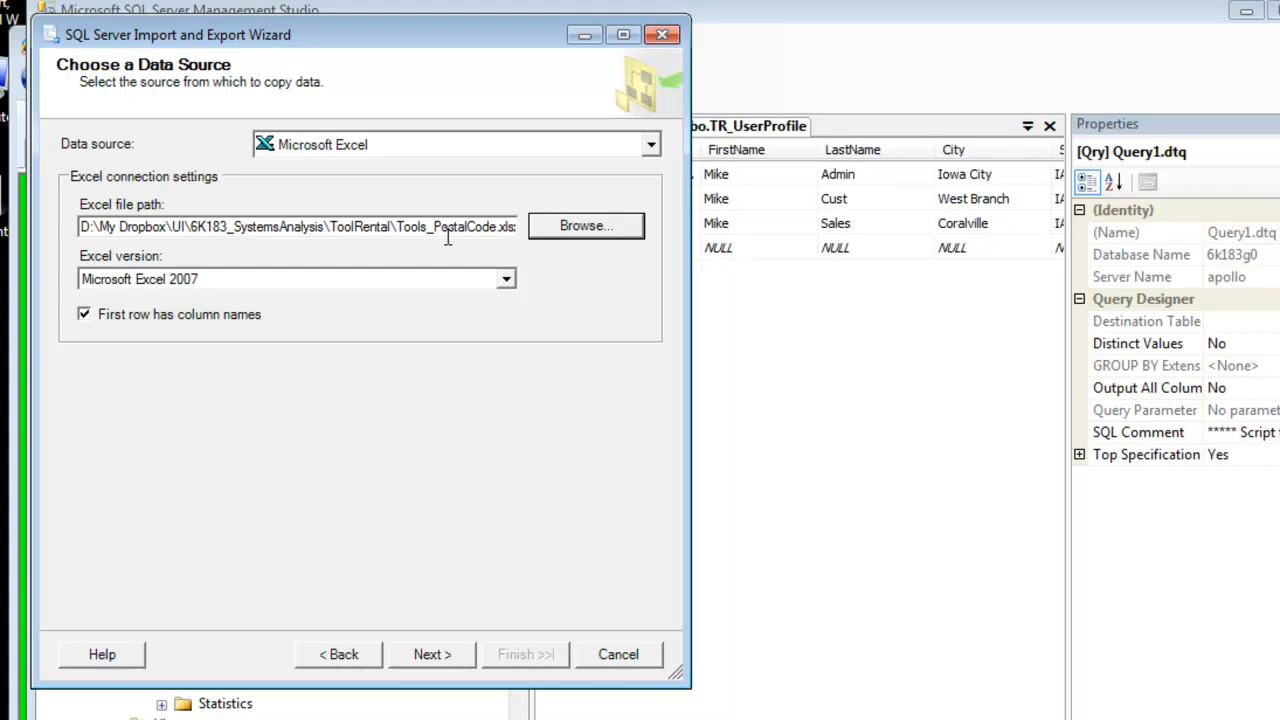 Microsoft SQL Server Management Studio
SQL Server Import and Export Wizard
Choose a Data Source
Select the source from which to copy data.
Data source:
Microsoft Excel
Excel connection settings
Excel file path:
D:\My Dropbox\UI\6K183_SystemsAnalysis\ToolRental\Tools_PostalCode.xls
Browse...
Excel version:
Microsoft Excel 2007
First row has column names
Help
< Back
Next >
Finish >>|
Cancel
Statistics
bo.TR_UserProfile
FirstName LastName City S
Mike Admin Iowa City IA
Mike Cust West Branch IA
Mike Sales Coralville IA
NULL NULL NULL N
Properties
[Qry] Query1.dtq
(Identity)
(Name) Query1.dtq
Database Name 6k183g0
Server Name apollo
Query Designer
Destination Table
Distinct Values No
GROUP BY Extens <None>
Output All Colum No
Query Parameter No parame
SQL Comment ***** Script
Top Specification Yes